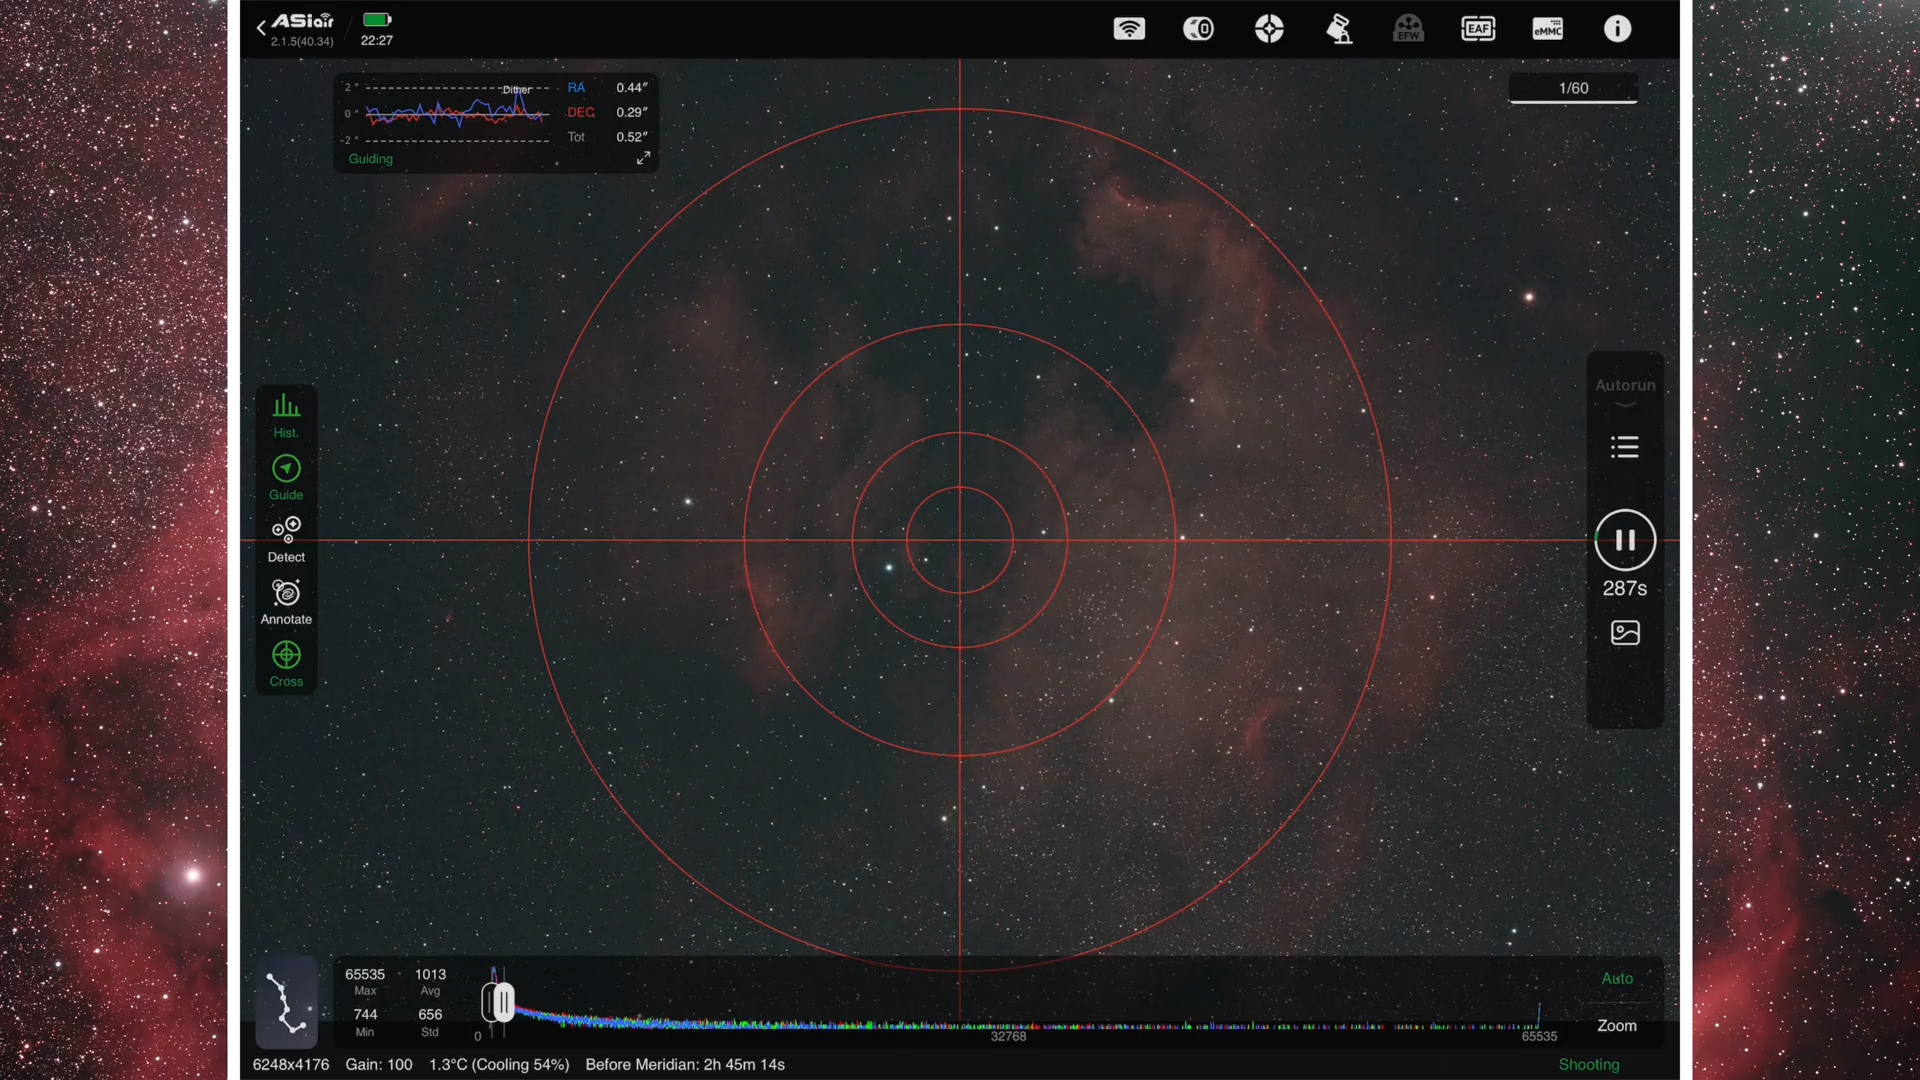 ASiair
2.1.5(40.34)
22:27
EFW
EAF
eMMC
2"
0"
-2"
Dither
RA 0.44"
DEC 0.29"
Tot 0.52"
Guiding
1/60
Hist.
Guide
Detect
Annotate
Cross
Autorun
287s
65535 1013
Max Avg
744 656
Min Std
0 32768 65535
Auto
Zoom
6248x4176 Gain: 100 1.3°C (Cooling 54%) Before Meridian: 2h 45m 14s
Shooting